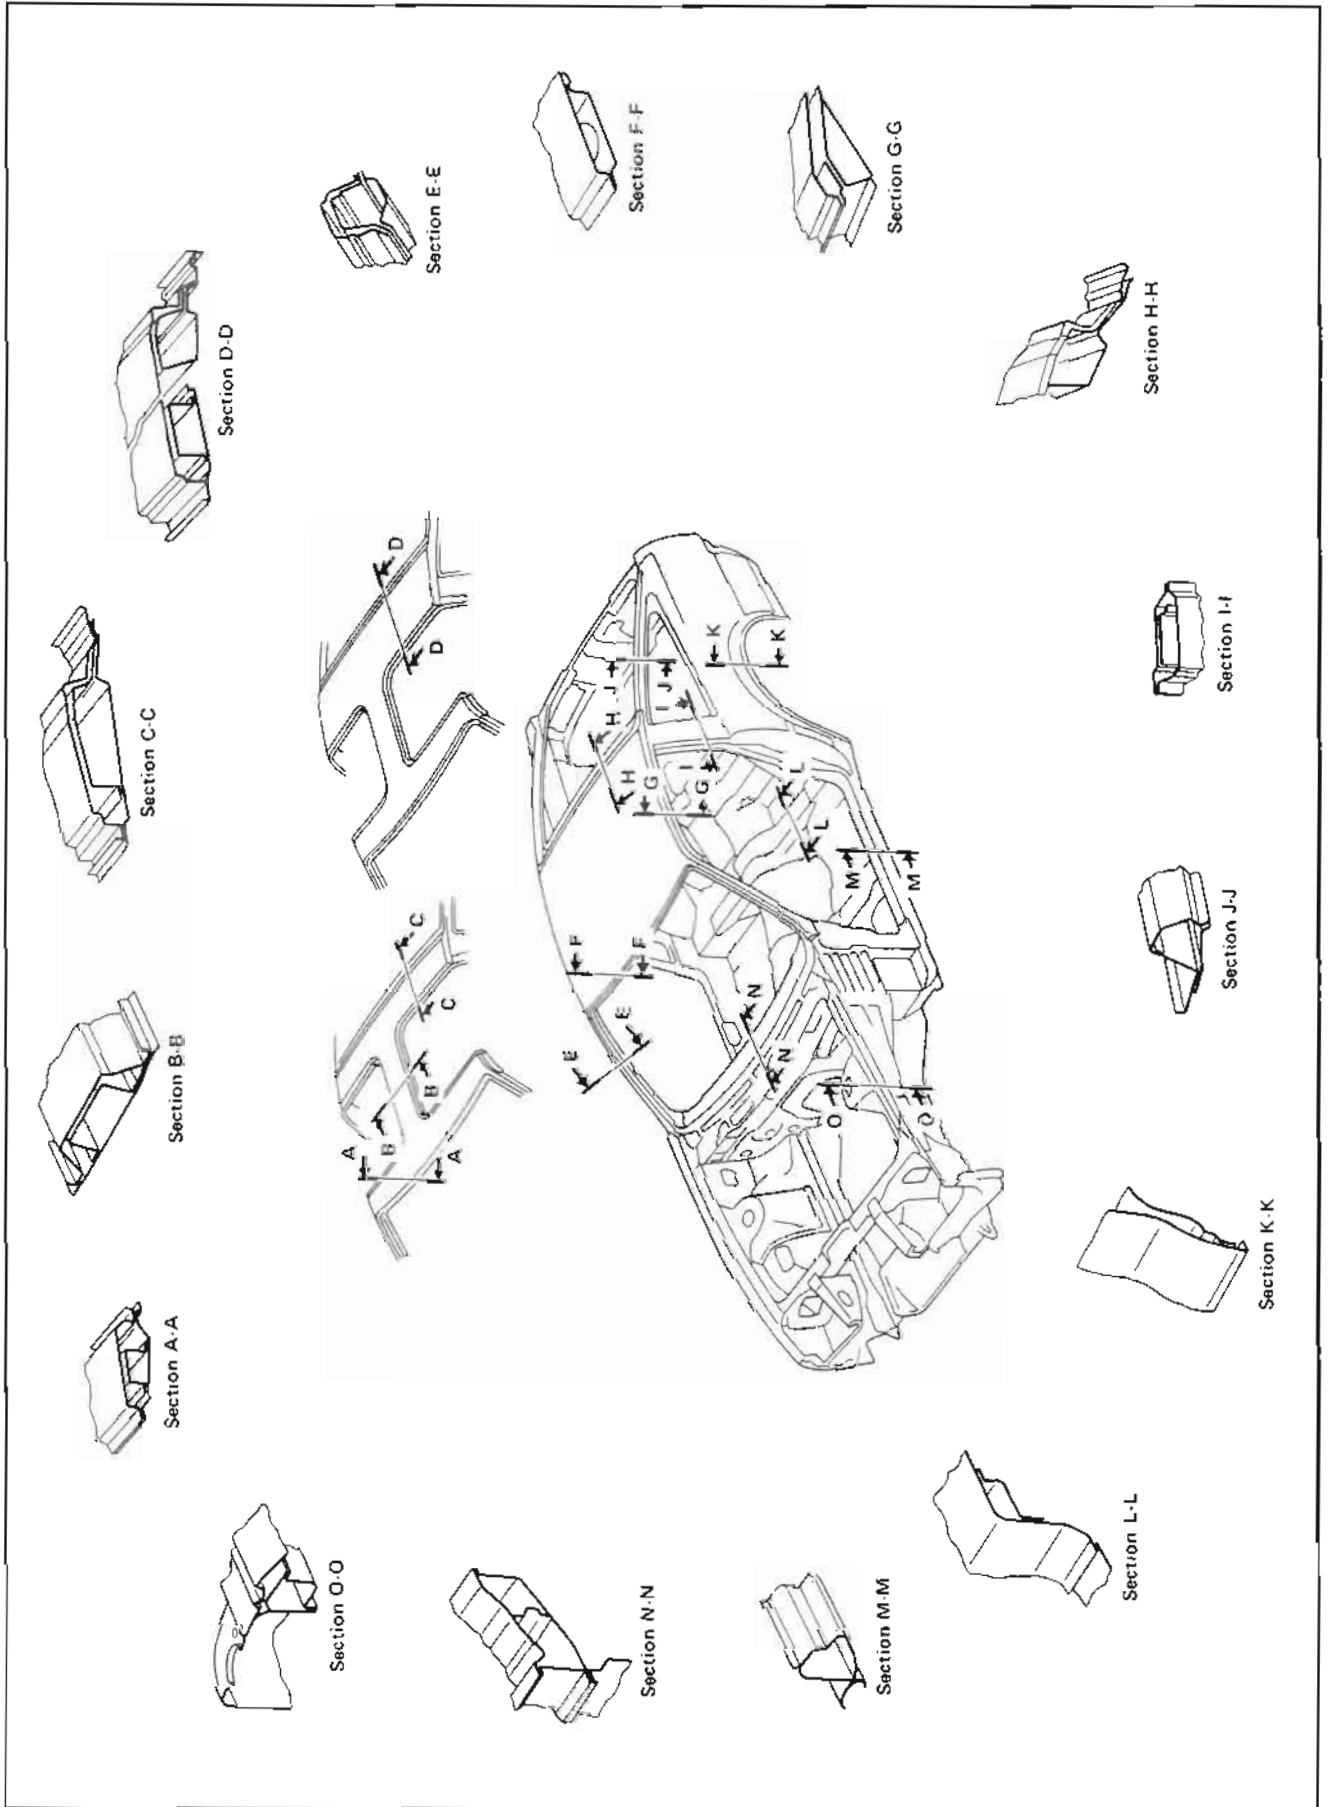 Section A-A
Section B-B
Section C-C
Section D-D
Section O-O
Section E-E
A
B
A
B
C
C
D
D
Section N-N
E
E
F
F
H
H
J
J
Section F-F
G
G
I
I
K
K
N
N
L
L
O
O
M
M
Section M-M
Section G-G
Section L-L
Section H-H
Section K-K
Section J-J
Section I-I